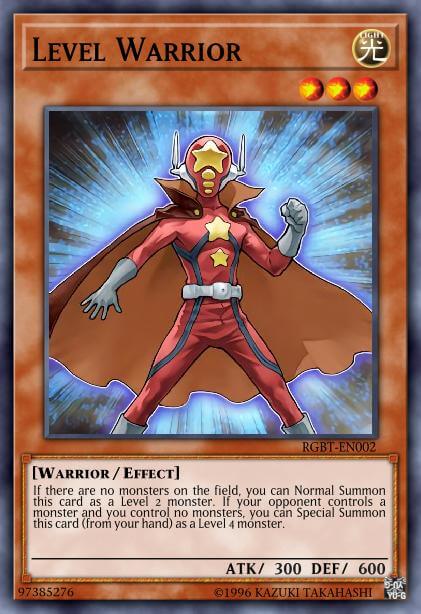 LEVEL WARRIOR
LIGHT
光
RGBT-EN002
[WARRIOR / EFFECT]
If there are no monsters on the field, you can Normal Summon
this card as a Level 2 monster. If your opponent controls a
monster and you control no monsters, you can Special Summon
this card (from your hand) as a Level 4 monster.
ATK/ 300 DEF/ 600
97385276
©1996 KAZUKI TAKAHASHI